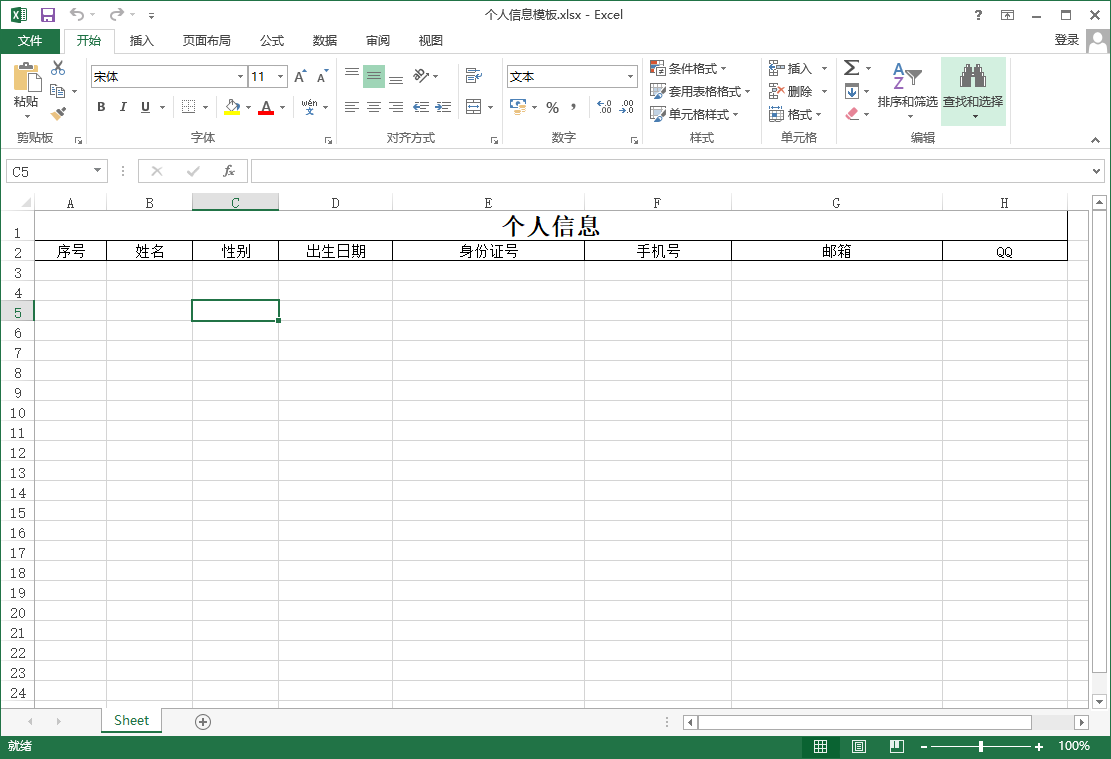 个人信息模板.xlsx - Excel
?
文件 开始 插入 页面布局 公式 数据 审阅 视图 登录
宋体 11 A A 文本 条件格式 插入 Σ A Z
粘贴 B I U A wén 文 % , 套用表格格式 删除 排序和筛选 查找和选择
单元格样式 格式
剪贴板 字体 对齐方式 数字 样式 单元格 编辑
C5 fx
A B C D E F G H
1 个人信息
2 序号 姓名 性别 出生日期 身份证号 手机号 邮箱 QQ
3
4
5
6
7
8
9
10
11
12
13
14
15
16
17
18
19
20
21
22
23
24
Sheet
就绪 100%